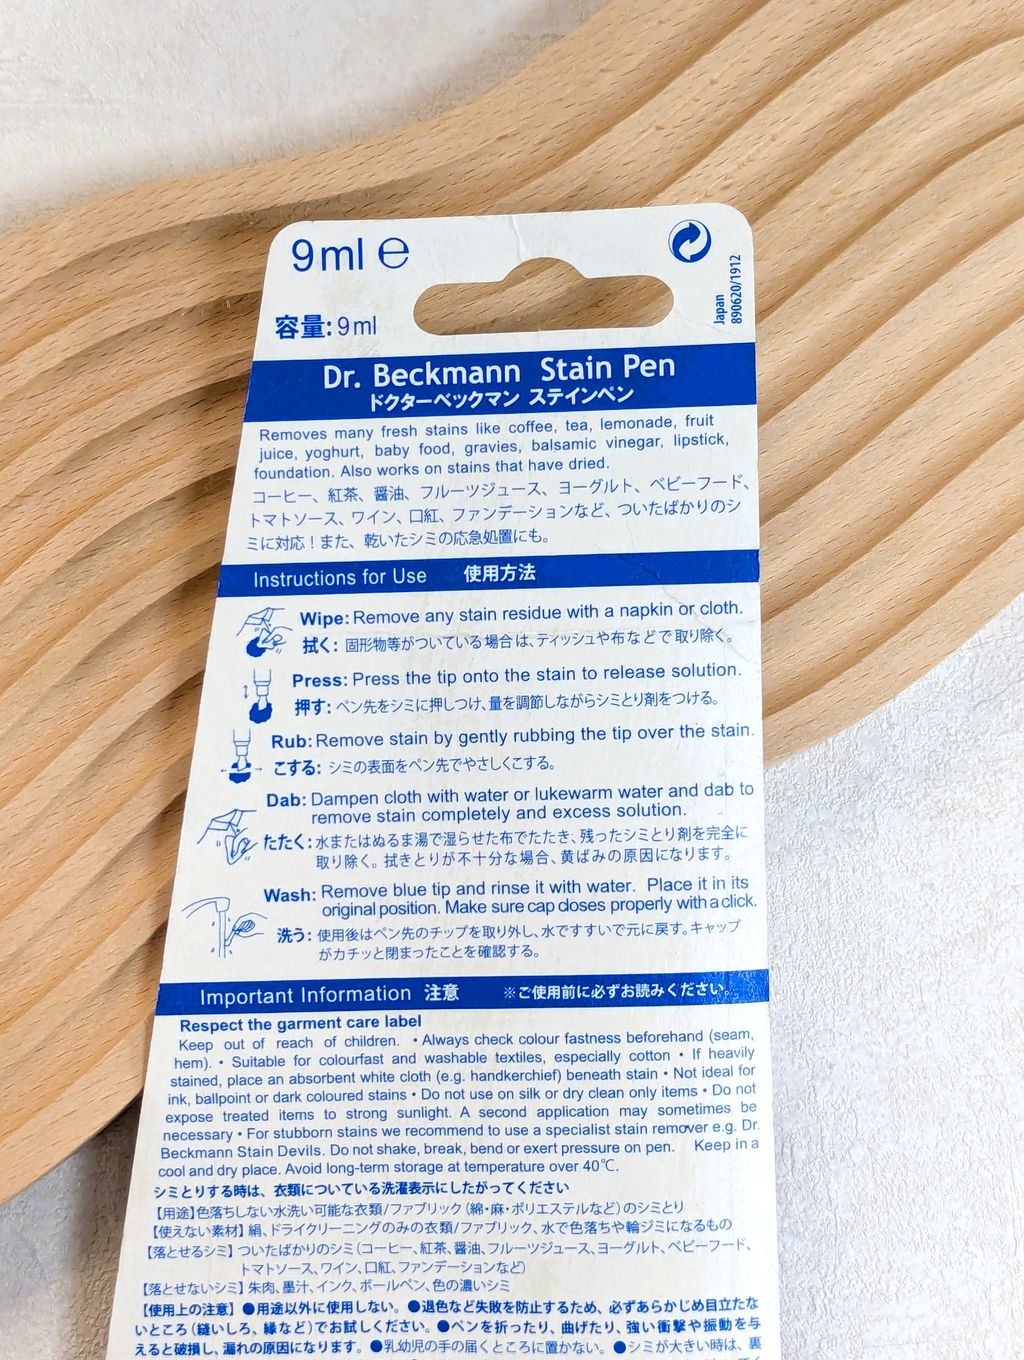 9ml e
容量: 9ml
Japan
890620/1912
Dr. Beckmann Stain Pen
ドクターベックマン ステインペン
Removes many fresh stains like coffee, tea, lemonade, fruit
juice, yoghurt, baby food, gravies, balsamic vinegar, lipstick,
foundation. Also works on stains that have dried.
コーヒー、紅茶、醤油、フルーツジュース、ヨーグルト、ベビーフード、
トマトソース、ワイン、口紅、ファンデーションなど、ついたばかりのシ
ミに対応！また、乾いたシミの応急処置にも。
Instructions for Use 使用方法
Wipe: Remove any stain residue with a napkin or cloth.
拭く: 固形物等がついている場合は、ティッシュや布などで取り除く。
Press: Press the tip onto the stain to release solution.
押す: ペン先をシミに押しつけ、量を調節しながらシミとり剤をつける。
Rub: Remove stain by gently rubbing the tip over the stain.
こする: シミの表面をペン先でやさしくこする。
Dab: Dampen cloth with water or lukewarm water and dab to
remove stain completely and excess solution.
たたく: 水またはぬるま湯で湿らせた布でたたき、残ったシミとり剤を完全に
取り除く。拭きとりが不十分な場合、黄ばみの原因になります。
Wash: Remove blue tip and rinse it with water. Place it in its
original position. Make sure cap closes properly with a click.
洗う: 使用後はペン先のチップを取り外し、水ですすいで元に戻す。キャップ
がカチッと閉まったことを確認する。
Important Information 注意 ※ご使用前に必ずお読みください。
Respect the garment care label
Keep out of reach of children. • Always check colour fastness beforehand (seam,
hem). • Suitable for colourfast and washable textiles, especially cotton • If heavily
stained, place an absorbent white cloth (e.g. handkerchief) beneath stain • Not ideal for
ink, ballpoint or dark coloured stains • Do not use on silk or dry clean only items • Do not
expose treated items to strong sunlight. A second application may sometimes be
necessary • For stubborn stains we recommend to use a specialist stain remover e.g. Dr.
Beckmann Stain Devils. Do not shake, break, bend or exert pressure on pen. Keep in a
cool and dry place. Avoid long-term storage at temperature over 40℃.
シミとりする時は、衣類についている洗濯表示にしたがってください
【用途】色落ちしない水洗い可能な衣類/ファブリック（綿・麻・ポリエステルなど）のシミとり
【使えない素材】絹、ドライクリーニングのみの衣類/ファブリック、水で色落ちや輪ジミになるもの
【落とせるシミ】ついたばかりのシミ（コーヒー、紅茶、醤油、フルーツジュース、ヨーグルト、ベビーフード、
トマトソース、ワイン、口紅、ファンデーションなど）
【落とせないシミ】朱肉、墨汁、インク、ボールペン、色の濃いシミ
【使用上の注意】●用途以外に使用しない。●退色など失敗を防止するため、必ずあらかじめ目立たな
いところ（縫いしろ、縁など）でお試しください。●ペンを折ったり、曲げたり、強い衝撃や振動を与
えると破損し、漏れの原因になります。●乳幼児の手の届くところに置かない。●シミが大きい時は、裏